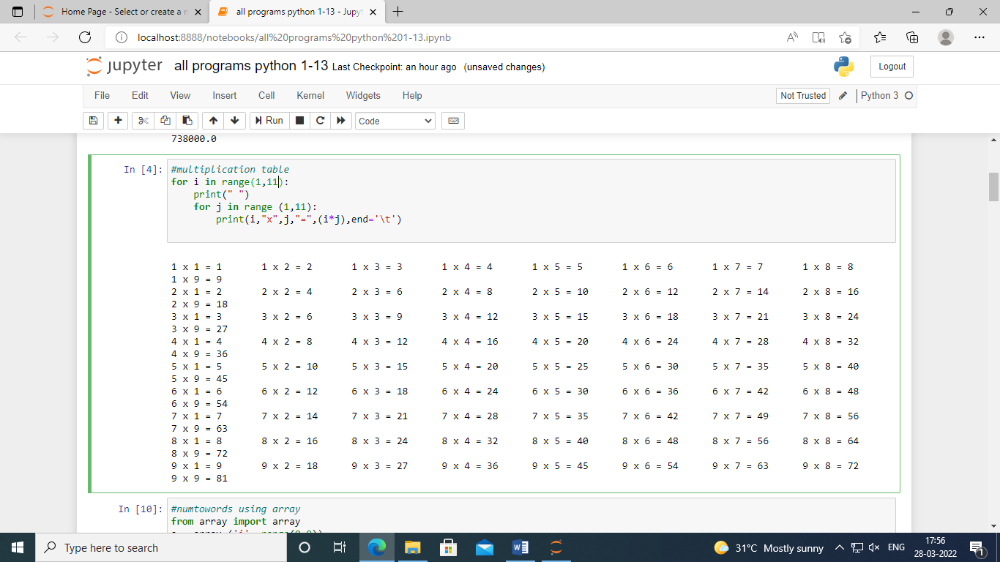 Home Page - Select or create a n
all programs python 1-13 - Jupyt
localhost:8888/notebooks/all%20programs%20python%201-13.ipynb
jupyter all programs python 1-13 Last Checkpoint: an hour ago (unsaved changes)
Logout
File Edit View Insert Cell Kernel Widgets Help
Not Trusted
Python 3
Run
Code
738000.0
In [4]:
#multiplication table
for i in range(1,11):
    print(" ")
    for j in range (1,11):
        print(i,"x",j,"=",(i*j),end='\t')
1 x 1 = 1 1 x 2 = 2 1 x 3 = 3 1 x 4 = 4 1 x 5 = 5 1 x 6 = 6 1 x 7 = 7 1 x 8 = 8
1 x 9 = 9
2 x 1 = 2 2 x 2 = 4 2 x 3 = 6 2 x 4 = 8 2 x 5 = 10 2 x 6 = 12 2 x 7 = 14 2 x 8 = 16
2 x 9 = 18
3 x 1 = 3 3 x 2 = 6 3 x 3 = 9 3 x 4 = 12 3 x 5 = 15 3 x 6 = 18 3 x 7 = 21 3 x 8 = 24
3 x 9 = 27
4 x 1 = 4 4 x 2 = 8 4 x 3 = 12 4 x 4 = 16 4 x 5 = 20 4 x 6 = 24 4 x 7 = 28 4 x 8 = 32
4 x 9 = 36
5 x 1 = 5 5 x 2 = 10 5 x 3 = 15 5 x 4 = 20 5 x 5 = 25 5 x 6 = 30 5 x 7 = 35 5 x 8 = 40
5 x 9 = 45
6 x 1 = 6 6 x 2 = 12 6 x 3 = 18 6 x 4 = 24 6 x 5 = 30 6 x 6 = 36 6 x 7 = 42 6 x 8 = 48
6 x 9 = 54
7 x 1 = 7 7 x 2 = 14 7 x 3 = 21 7 x 4 = 28 7 x 5 = 35 7 x 6 = 42 7 x 7 = 49 7 x 8 = 56
7 x 9 = 63
8 x 1 = 8 8 x 2 = 16 8 x 3 = 24 8 x 4 = 32 8 x 5 = 40 8 x 6 = 48 8 x 7 = 56 8 x 8 = 64
8 x 9 = 72
9 x 1 = 9 9 x 2 = 18 9 x 3 = 27 9 x 4 = 36 9 x 5 = 45 9 x 6 = 54 9 x 7 = 63 9 x 8 = 72
9 x 9 = 81
In [10]:
#numtowords using array
from array import array
Type here to search
31°C Mostly sunny
ENG
17:56
28-03-2022
1